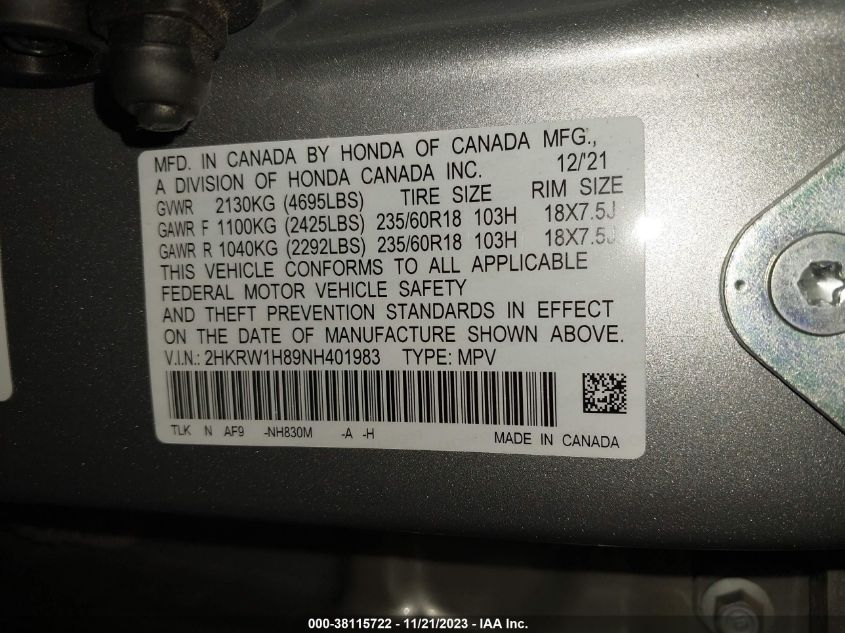 MFD. IN CANADA BY HONDA OF CANADA MFG.,
A DIVISION OF HONDA CANADA INC. 12/'21
GVWR 2130KG (4695LBS) TIRE SIZE RIM SIZE
GAWR F 1100KG (2425LBS) 235/60R18 103H 18X7.5J
GAWR R 1040KG (2292LBS) 235/60R18 103H 18X7.5J
THIS VEHICLE CONFORMS TO ALL APPLICABLE
FEDERAL MOTOR VEHICLE SAFETY
AND THEFT PREVENTION STANDARDS IN EFFECT
ON THE DATE OF MANUFACTURE SHOWN ABOVE.
V.I.N.: 2HKRW1H89NH401983 TYPE: MPV
TLK N AF9 -NH830M -A -H MADE IN CANADA
000-38115722 - 11/21/2023 - IAA Inc.